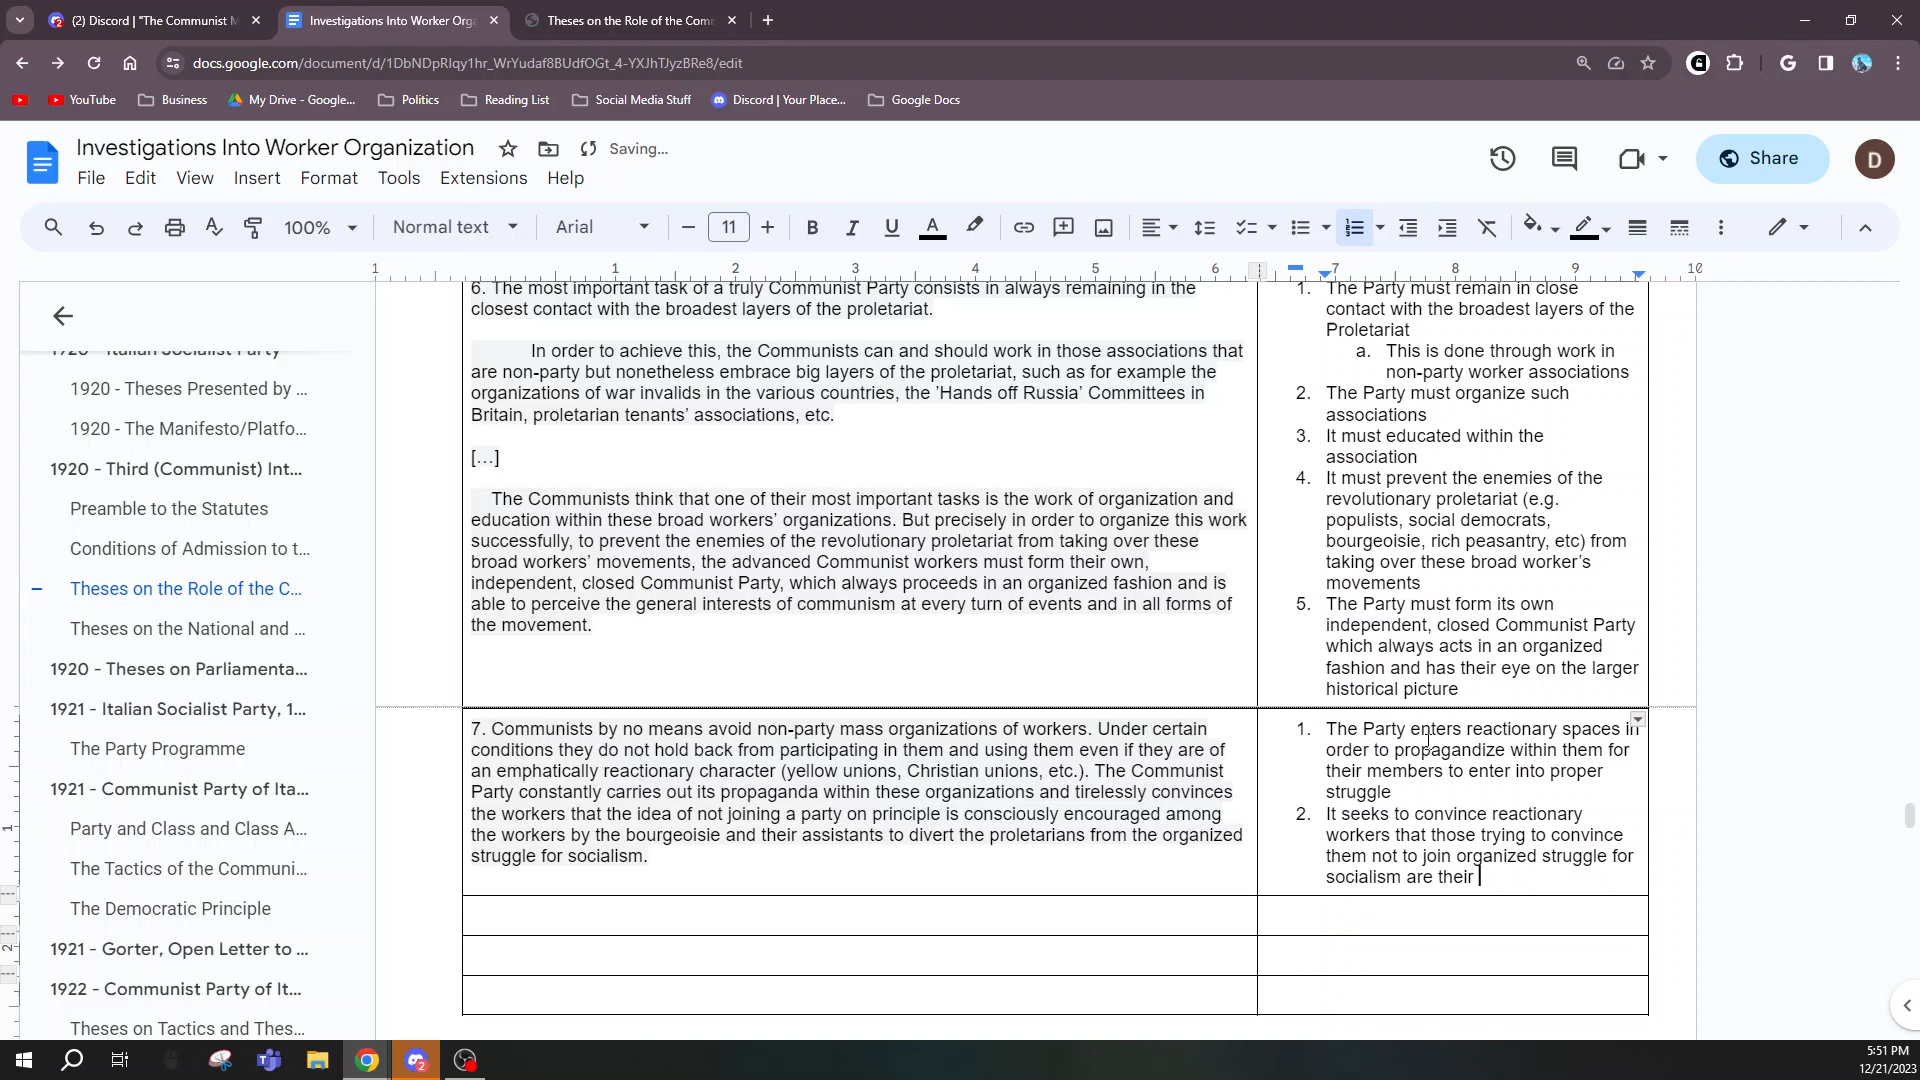 (2) Discord | "The Communist M
Investigations Into Worker Orga
Theses on the Role of the Com
docs.google.com/document/d/1DbNDpRlqy1hr_WrYudaf8BUdfOGt_4-YXJhTJyzBRe8/edit
YouTube
Business
My Drive - Google...
Politics
Reading List
Social Media Stuff
Discord | Your Place...
Google Docs
Investigations Into Worker Organization
Saving...
File Edit View Insert Format Tools Extensions Help
Share
D
100%
Normal text
Arial
11
1 1 2 3 4 5 6 7 8 9 10
1920 - Italian Socialist Party
1920 - Theses Presented by ...
1920 - The Manifesto/Platfo...
1920 - Third (Communist) Int...
Preamble to the Statutes
Conditions of Admission to t...
Theses on the Role of the C...
Theses on the National and ...
1920 - Theses on Parliamenta...
1921 - Italian Socialist Party, 1...
The Party Programme
1921 - Communist Party of Ita...
Party and Class and Class A...
The Tactics of the Communi...
The Democratic Principle
1921 - Gorter, Open Letter to ...
1922 - Communist Party of It...
Theses on Tactics and Thes...
6. The most important task of a truly Communist Party consists in always remaining in the
closest contact with the broadest layers of the proletariat.
In order to achieve this, the Communists can and should work in those associations that
are non-party but nonetheless embrace big layers of the proletariat, such as for example the
organizations of war invalids in the various countries, the 'Hands off Russia' Committees in
Britain, proletarian tenants' associations, etc.
[...]
The Communists think that one of their most important tasks is the work of organization and
education within these broad workers' organizations. But precisely in order to organize this work
successfully, to prevent the enemies of the revolutionary proletariat from taking over these
broad workers' movements, the advanced Communist workers must form their own,
independent, closed Communist Party, which always proceeds in an organized fashion and is
able to perceive the general interests of communism at every turn of events and in all forms of
the movement.
1. The Party must remain in close
contact with the broadest layers of the
Proletariat
a. This is done through work in
non-party worker associations
2. The Party must organize such
associations
3. It must educated within the
association
4. It must prevent the enemies of the
revolutionary proletariat (e.g.
populists, social democrats,
bourgeoisie, rich peasantry, etc) from
taking over these broad worker's
movements
5. The Party must form its own
independent, closed Communist Party
which always acts in an organized
fashion and has their eye on the larger
historical picture
7. Communists by no means avoid non-party mass organizations of workers. Under certain
conditions they do not hold back from participating in them and using them even if they are of
an emphatically reactionary character (yellow unions, Christian unions, etc.). The Communist
Party constantly carries out its propaganda within these organizations and tirelessly convinces
the workers that the idea of not joining a party on principle is consciously encouraged among
the workers by the bourgeoisie and their assistants to divert the proletarians from the organized
struggle for socialism.
1. The Party enters reactionary spaces in
order to propagandize within them for
their members to enter into proper
struggle
2. It seeks to convince reactionary
workers that those trying to convince
them not to join organized struggle for
socialism are their
5:51 PM
12/21/2023